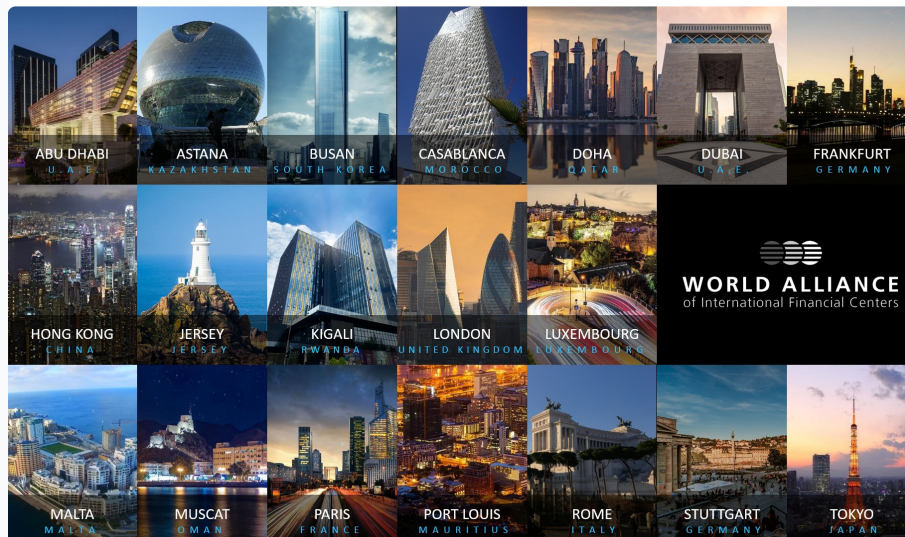 ABU DHABI
U.A.E.
ASTANA
KAZAKHSTAN
BUSAN
SOUTH KOREA
CASABLANCA
MOROCCO
DOHA
QATAR
DUBAI
U.A.E.
FRANKFURT
GERMANY
HONG KONG
CHINA
JERSEY
JERSEY
KIGALI
RWANDA
LONDON
UNITED KINGDOM
LUXEMBOURG
LUXEMBOURG
WORLD ALLIANCE
of International Financial Centers
MALTA
MALTA
MUSCAT
OMAN
PARIS
FRANCE
PORT LOUIS
MAURITIUS
ROME
ITALY
STUTTGART
GERMANY
TOKYO
JAPAN